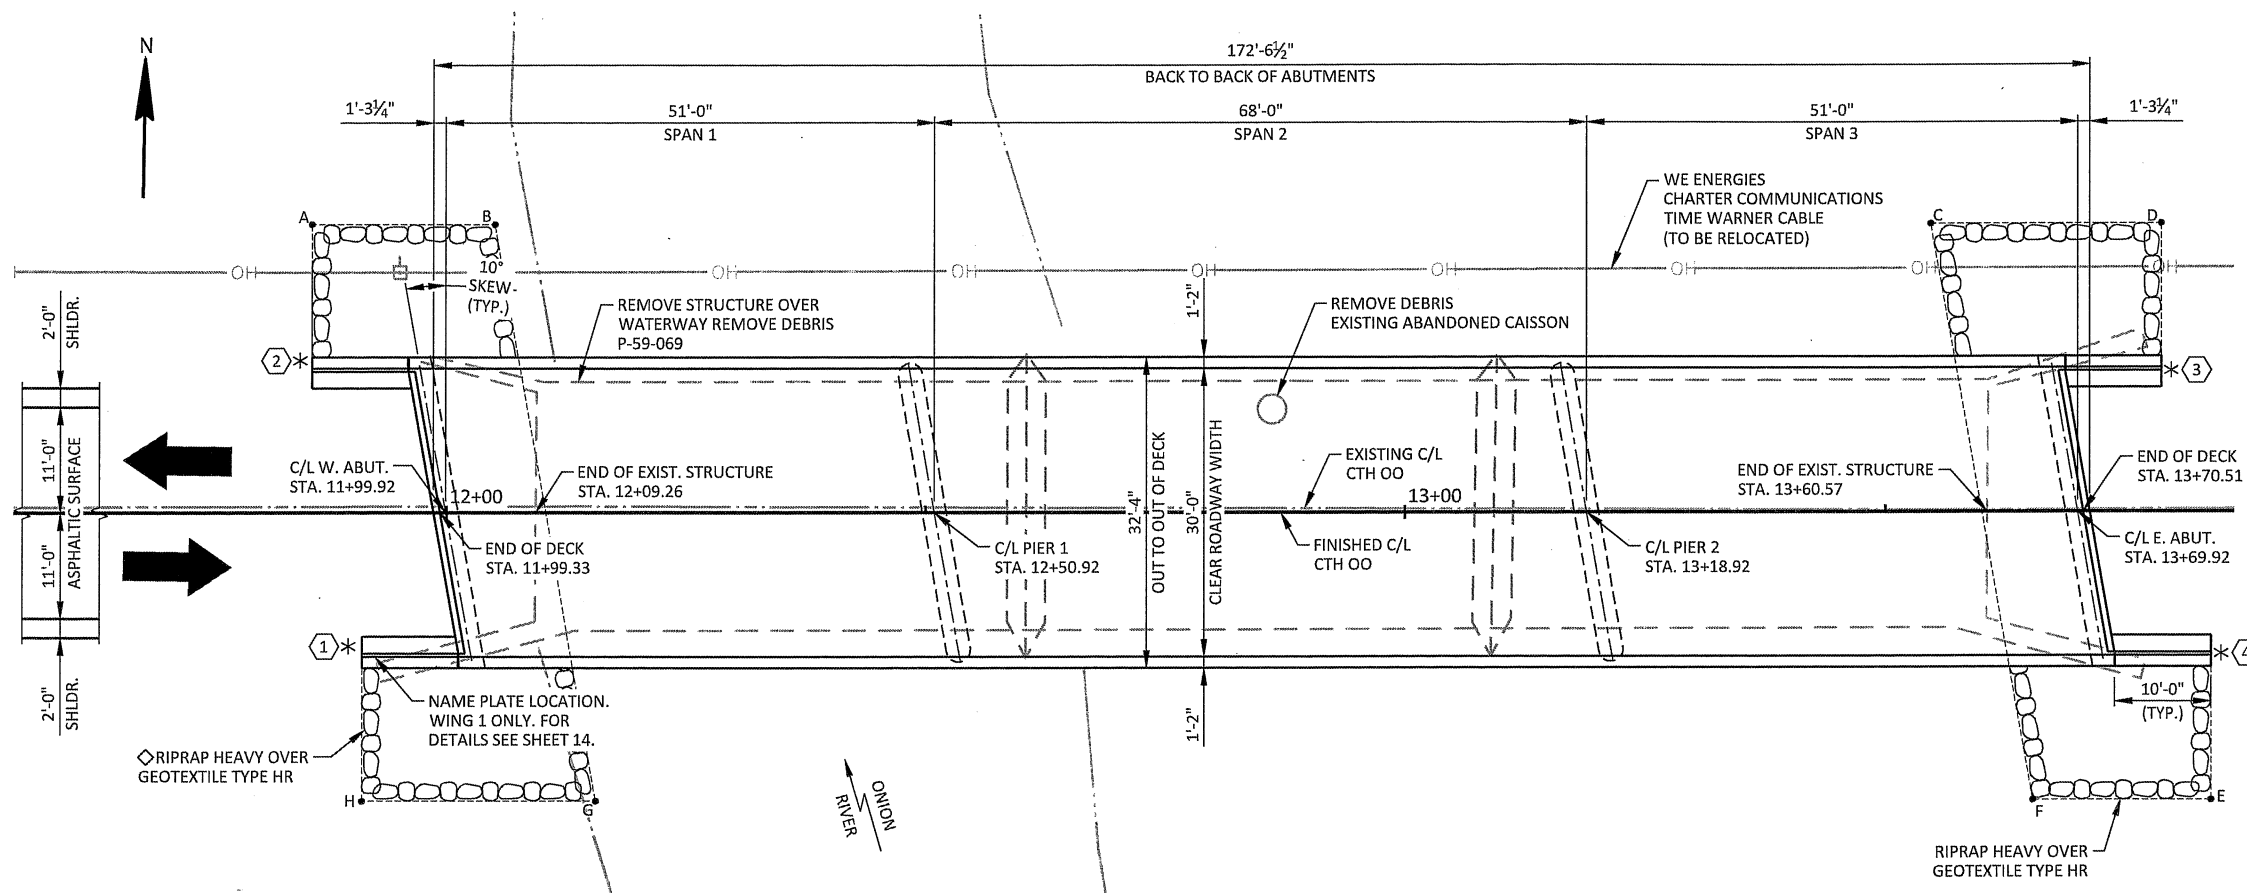 N
172'-6½"
BACK TO BACK OF ABUTMENTS
1'-3¼"
51'-0"
SPAN 1
68'-0"
SPAN 2
51'-0"
SPAN 3
1'-3¼"
WE ENERGIES
CHARTER COMMUNICATIONS
TIME WARNER CABLE
(TO BE RELOCATED)
A
B
C
D
OH
OH
OH
OH
OH
OH
OH
OH
10°
SKEW
(TYP.)
2'-0"
SHLDR.
REMOVE STRUCTURE OVER
WATERWAY REMOVE DEBRIS
P-59-069
1'-2"
REMOVE DEBRIS
EXISTING ABANDONED CAISSON
2 *
* 3
11'-0"
11'-0"
ASPHALTIC SURFACE
C/L W. ABUT.
STA. 11+99.92
12+00
END OF EXIST. STRUCTURE
STA. 12+09.26
32'-4"
OUT TO OUT OF DECK
30'-0"
CLEAR ROADWAY WIDTH
EXISTING C/L
CTH OO
13+00
END OF EXIST. STRUCTURE
STA. 13+60.57
END OF DECK
STA. 13+70.51
END OF DECK
STA. 11+99.33
C/L PIER 1
STA. 12+50.92
FINISHED C/L
CTH OO
C/L PIER 2
STA. 13+18.92
C/L E. ABUT.
STA. 13+69.92
1 *
* 4
2'-0"
SHLDR.
NAME PLATE LOCATION.
WING 1 ONLY. FOR
DETAILS SEE SHEET 14.
1'-2"
10'-0"
(TYP.)
◇RIPRAP HEAVY OVER
GEOTEXTILE TYPE HR
H
G
ONION
RIVER
F
E
RIPRAP HEAVY OVER
GEOTEXTILE TYPE HR